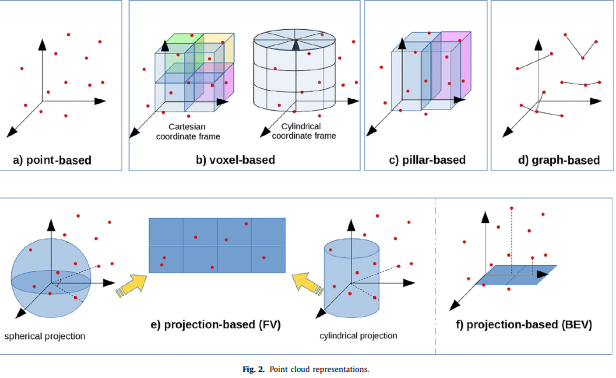 Cartesian
coordinate frame
Cylindrical
coordinate frame
a) point-based
b) voxel-based
c) pillar-based
d) graph-based
spherical projection
e) projection-based (FV)
cylindrical projection
f) projection-based (BEV)
Fig. 2. Point cloud representations.